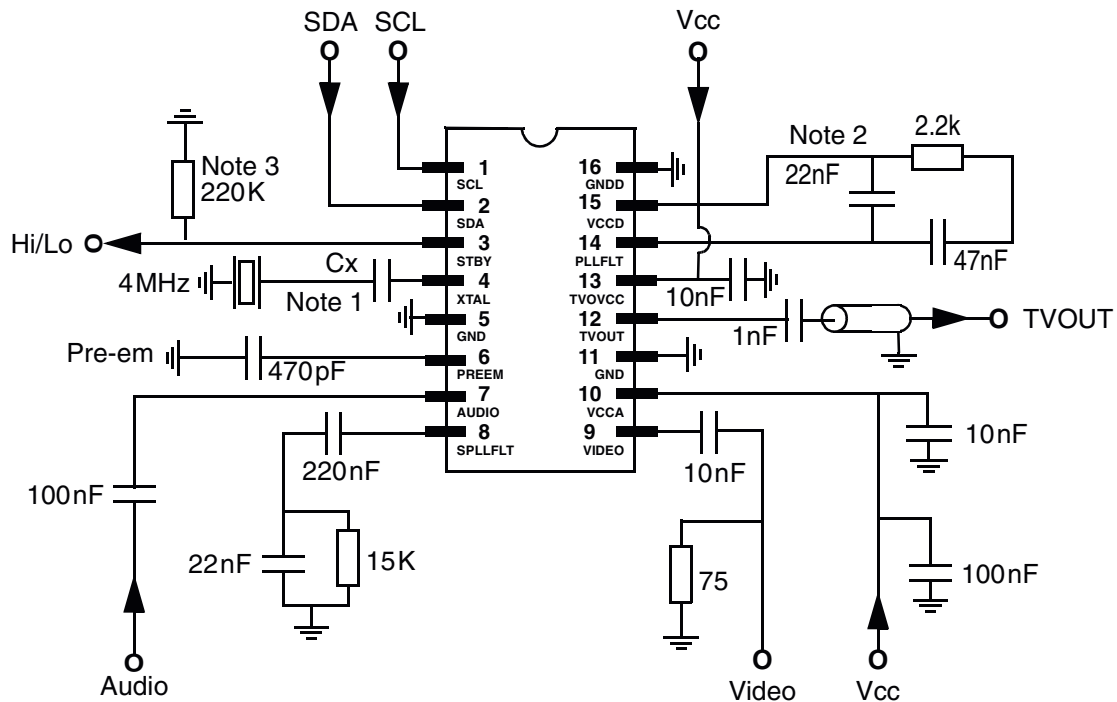 SDA SCL
Vcc
Note 3
220K
Hi/Lo
4MHz
Cx
Note 1
Pre-em
470pF
220nF
100nF
22nF
15K
Audio
1
SCL
2
SDA
3
STBY
4
XTAL
5
GND
6
PREEM
7
AUDIO
8
SPLLFLT
16
GNDD
15
VCCD
14
PLLFLT
13
TVOVCC
12
TVOUT
11
GND
10
VCCA
9
VIDEO
Note 2
22nF
2.2k
47nF
10nF
1nF
TVOUT
10nF
10nF
75
100nF
Video
Vcc